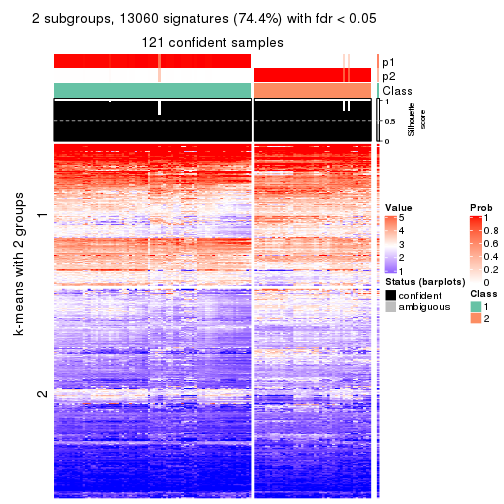 2 subgroups, 13060 signatures (74.4%) with fdr < 0.05
121 confident samples
p1
p2
Class
1
0.5
0
Silhouette
score
k-means with 2 groups
1
2
Value
5
4
3
2
1
Status (barplots)
confident
ambiguous
Prob
1
0.8
0.6
0.4
0.2
0
Class
1
2